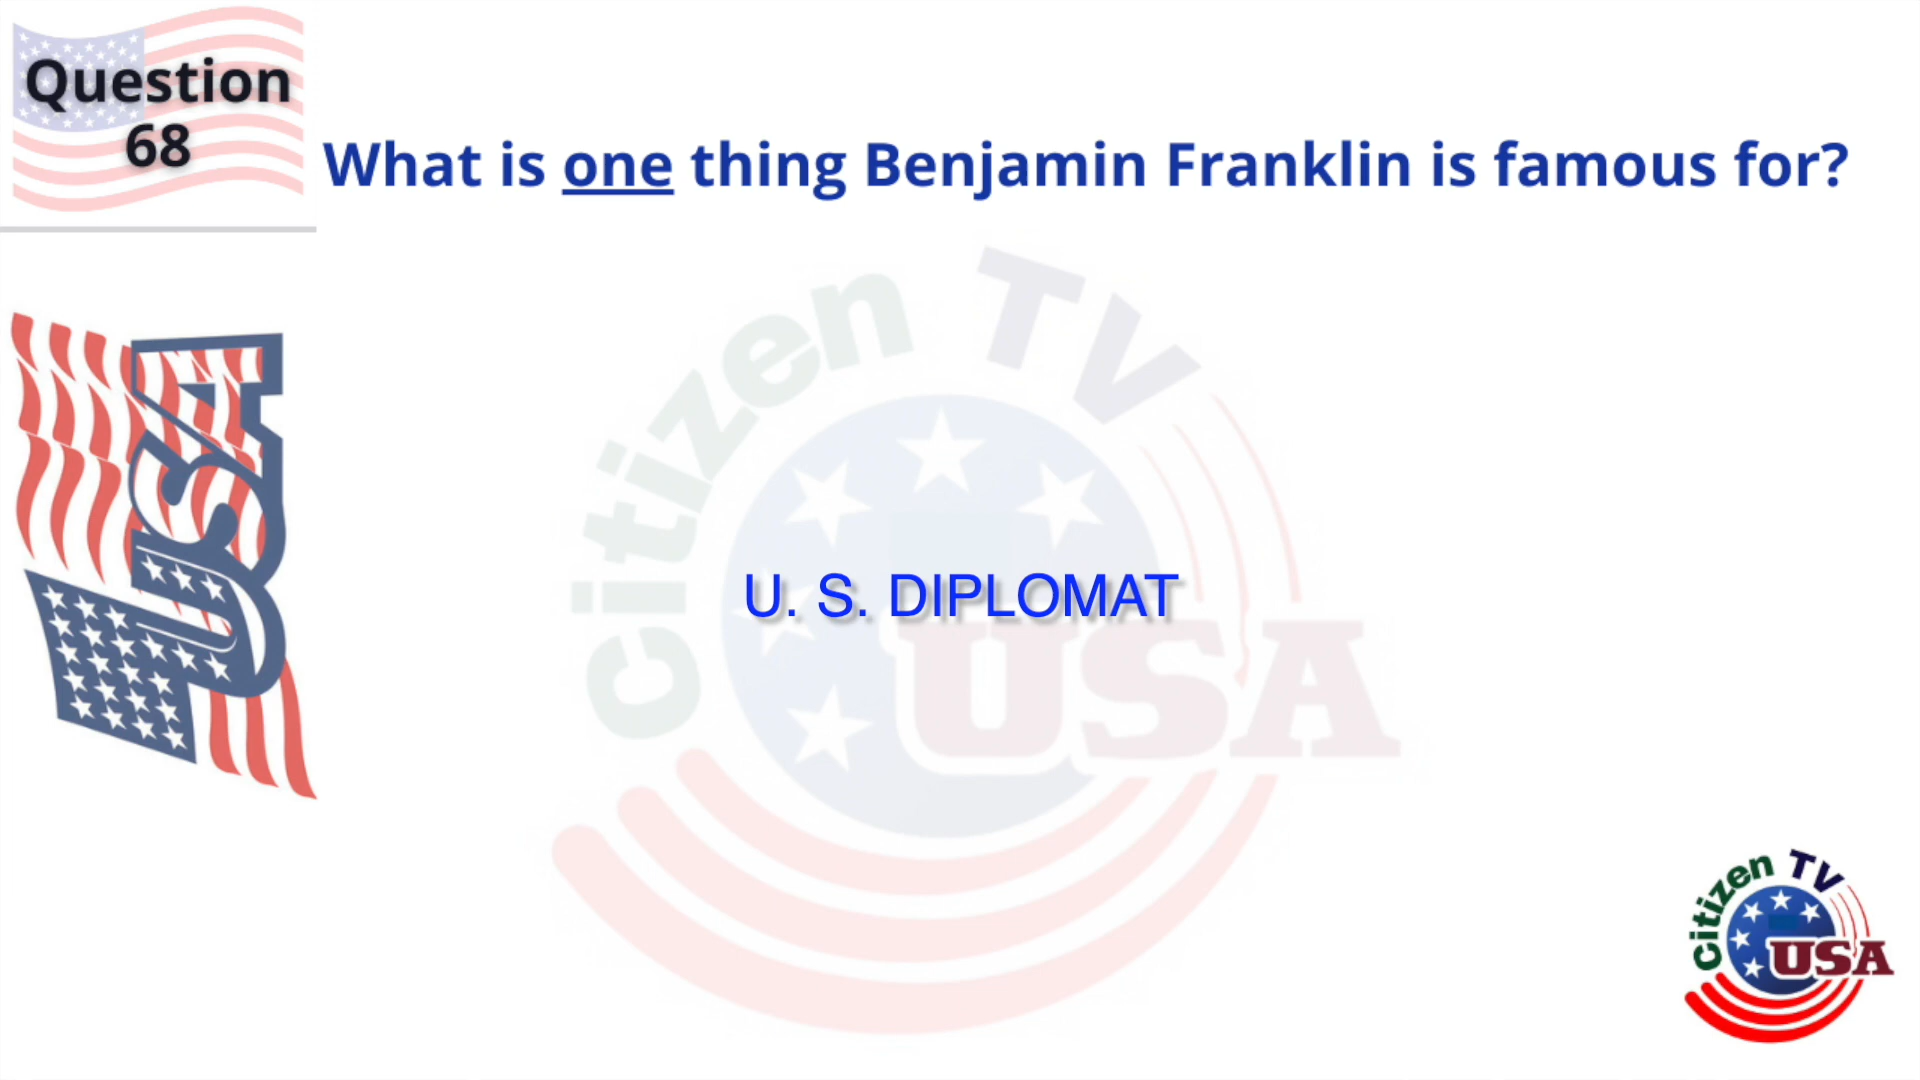 Question
68
What is one thing Benjamin Franklin is famous for?
USA
Citizen TV
USA
U. S. DIPLOMAT
Citizen TV
USA